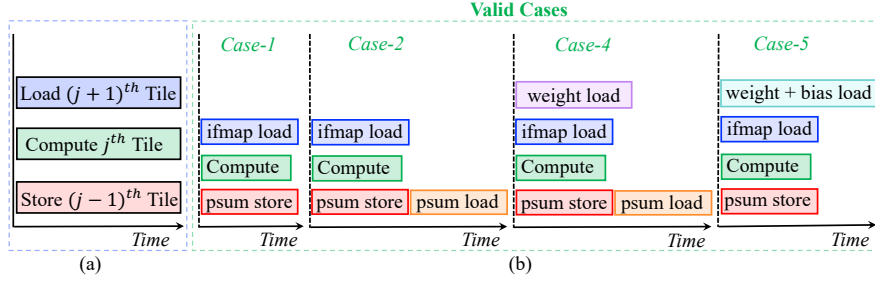 Valid Cases
Case-1
Case-2
Case-4
Case-5
Load (j + 1)^th Tile
Compute j^th Tile
Store (j − 1)^th Tile
Time
(a)
ifmap load
Compute
psum store
Time
ifmap load
Compute
psum store
psum load
Time
weight load
ifmap load
Compute
psum store
psum load
Time
weight + bias load
ifmap load
Compute
psum store
Time
(b)